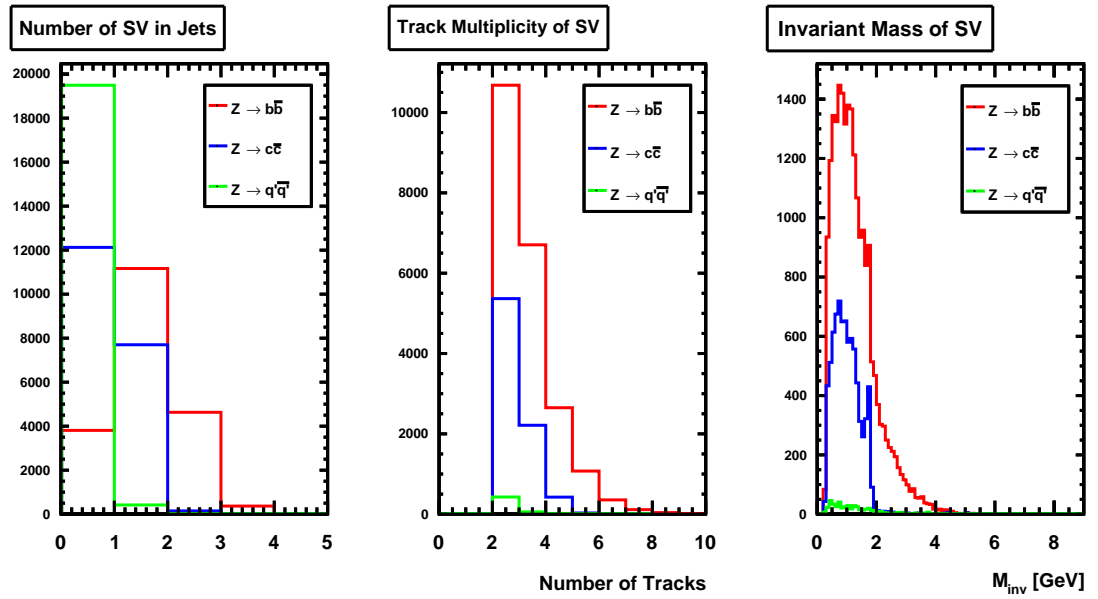 Number of SV in Jets
20000
18000
16000
14000
12000
10000
8000
6000
4000
2000
0
0 1 2 3 4 5
Z → bb̅
Z → cc̅
Z → q'q̅'
Track Multiplicity of SV
10000
8000
6000
4000
2000
0
0 2 4 6 8 10
Number of Tracks
Z → bb̅
Z → cc̅
Z → q'q̅'
Invariant Mass of SV
1400
1200
1000
800
600
400
200
0
0 2 4 6 8
M_inv [GeV]
Z → bb̅
Z → cc̅
Z → q'q̅'